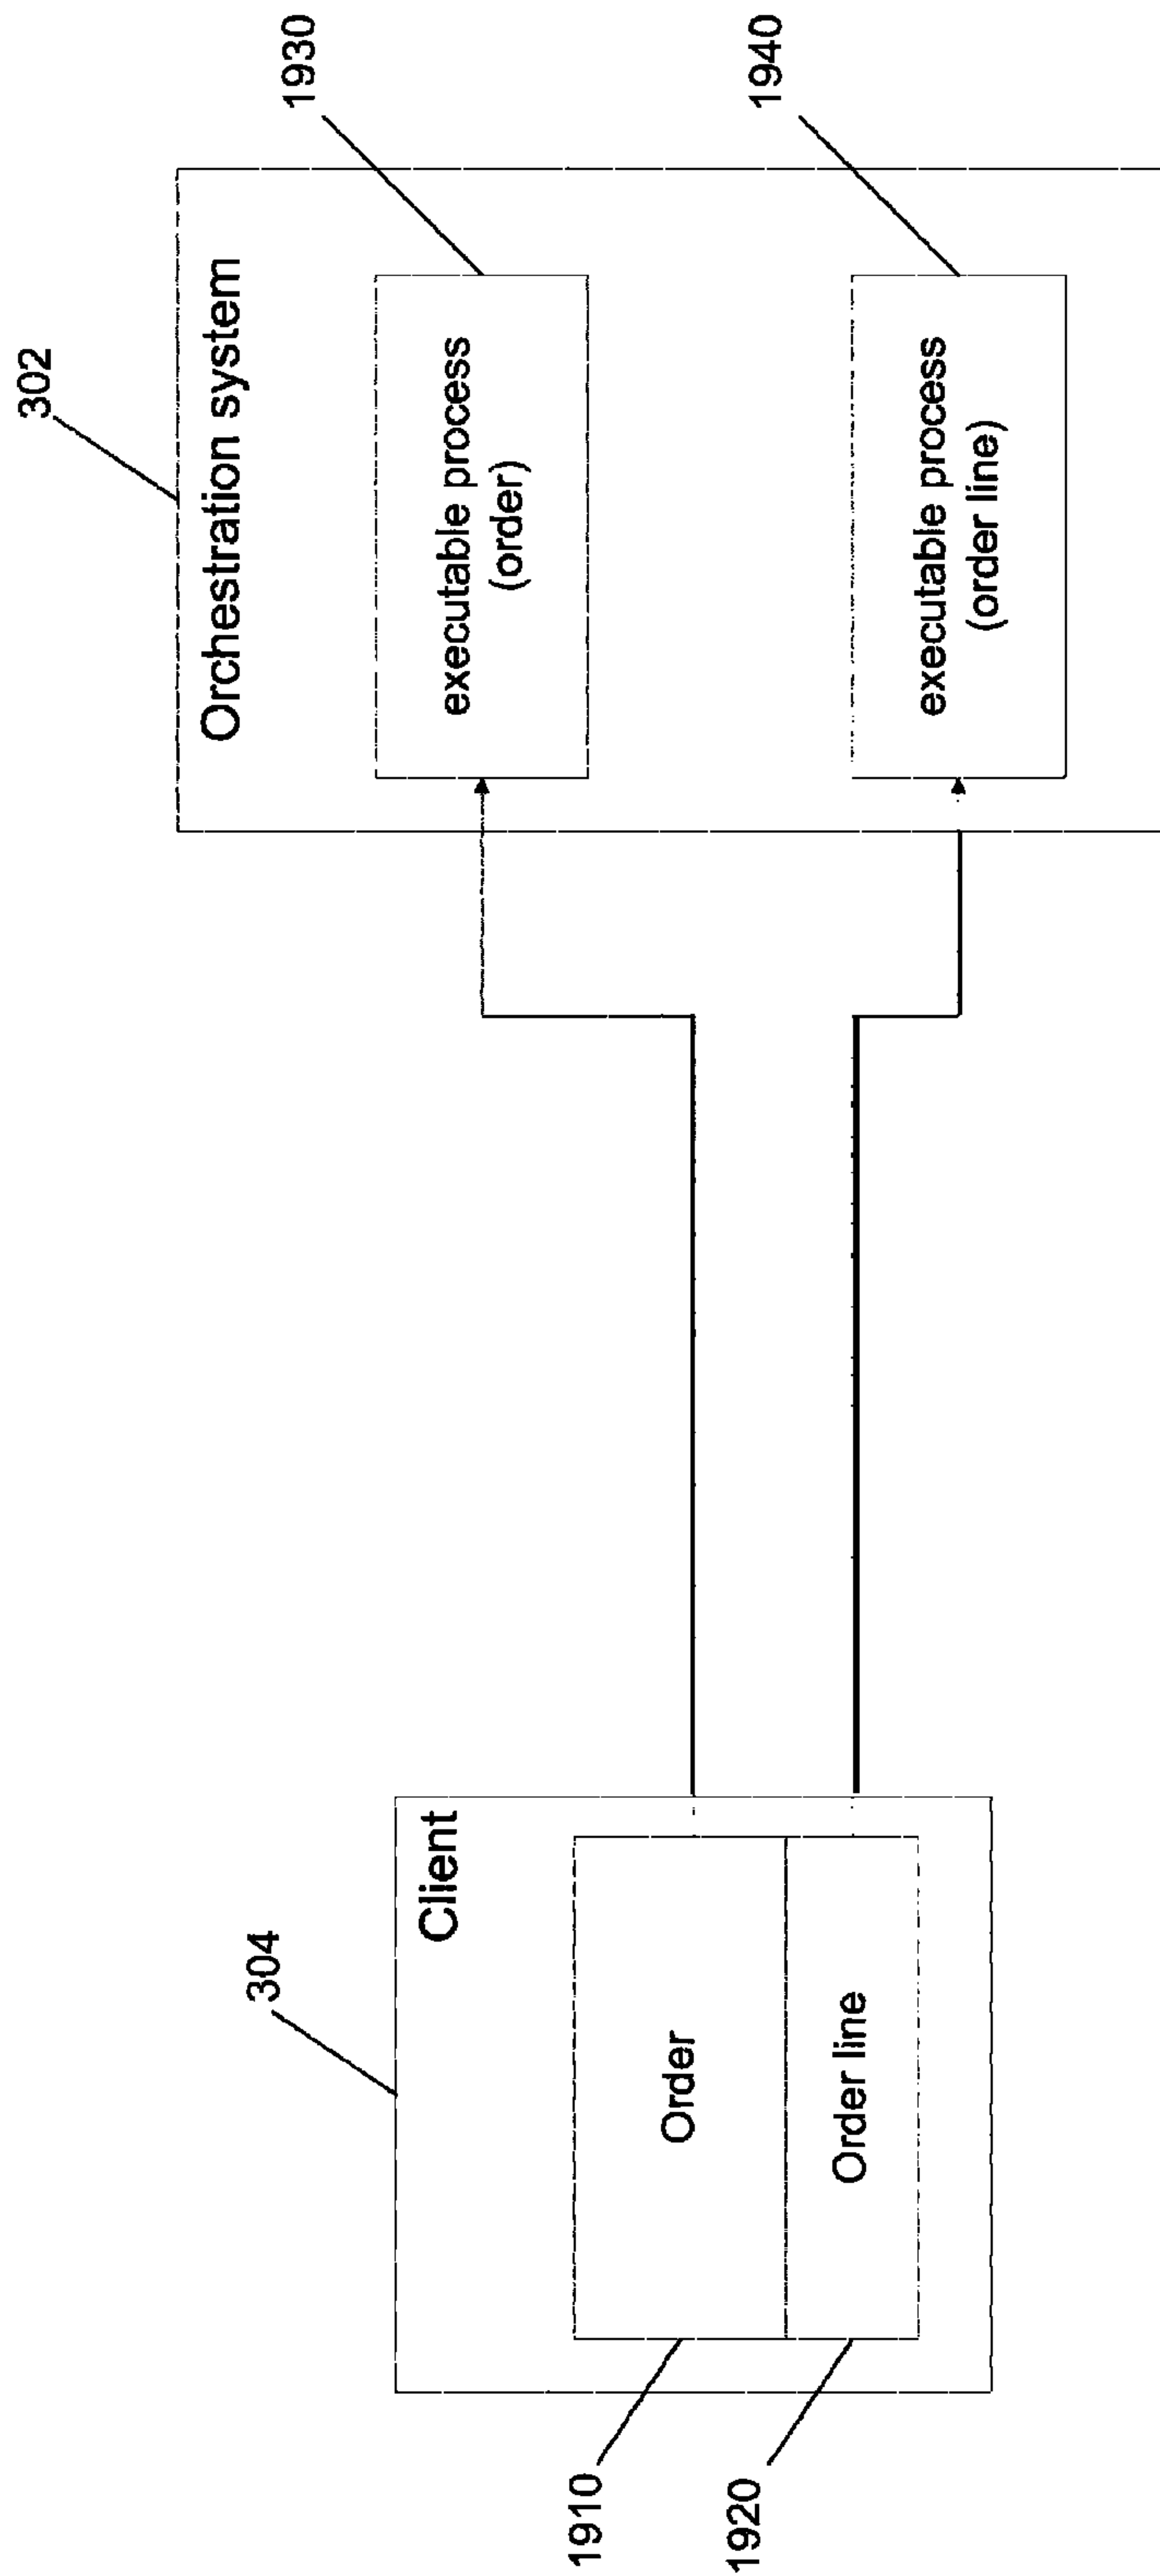 302
Orchestration system
1930
executable process
(order)
1940
executable process
(order line)
304
Client
1910
Order
1920
Order line